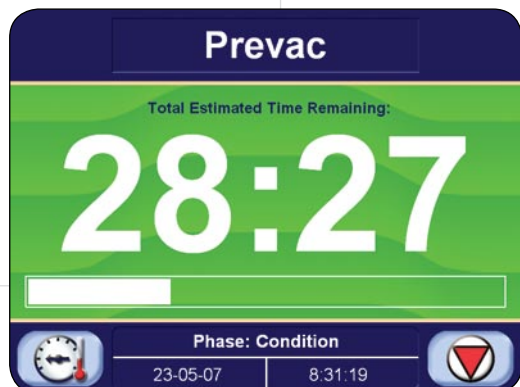 Prevac
Total Estimated Time Remaining:
28:27
Phase: Condition
23-05-07 8:31:19